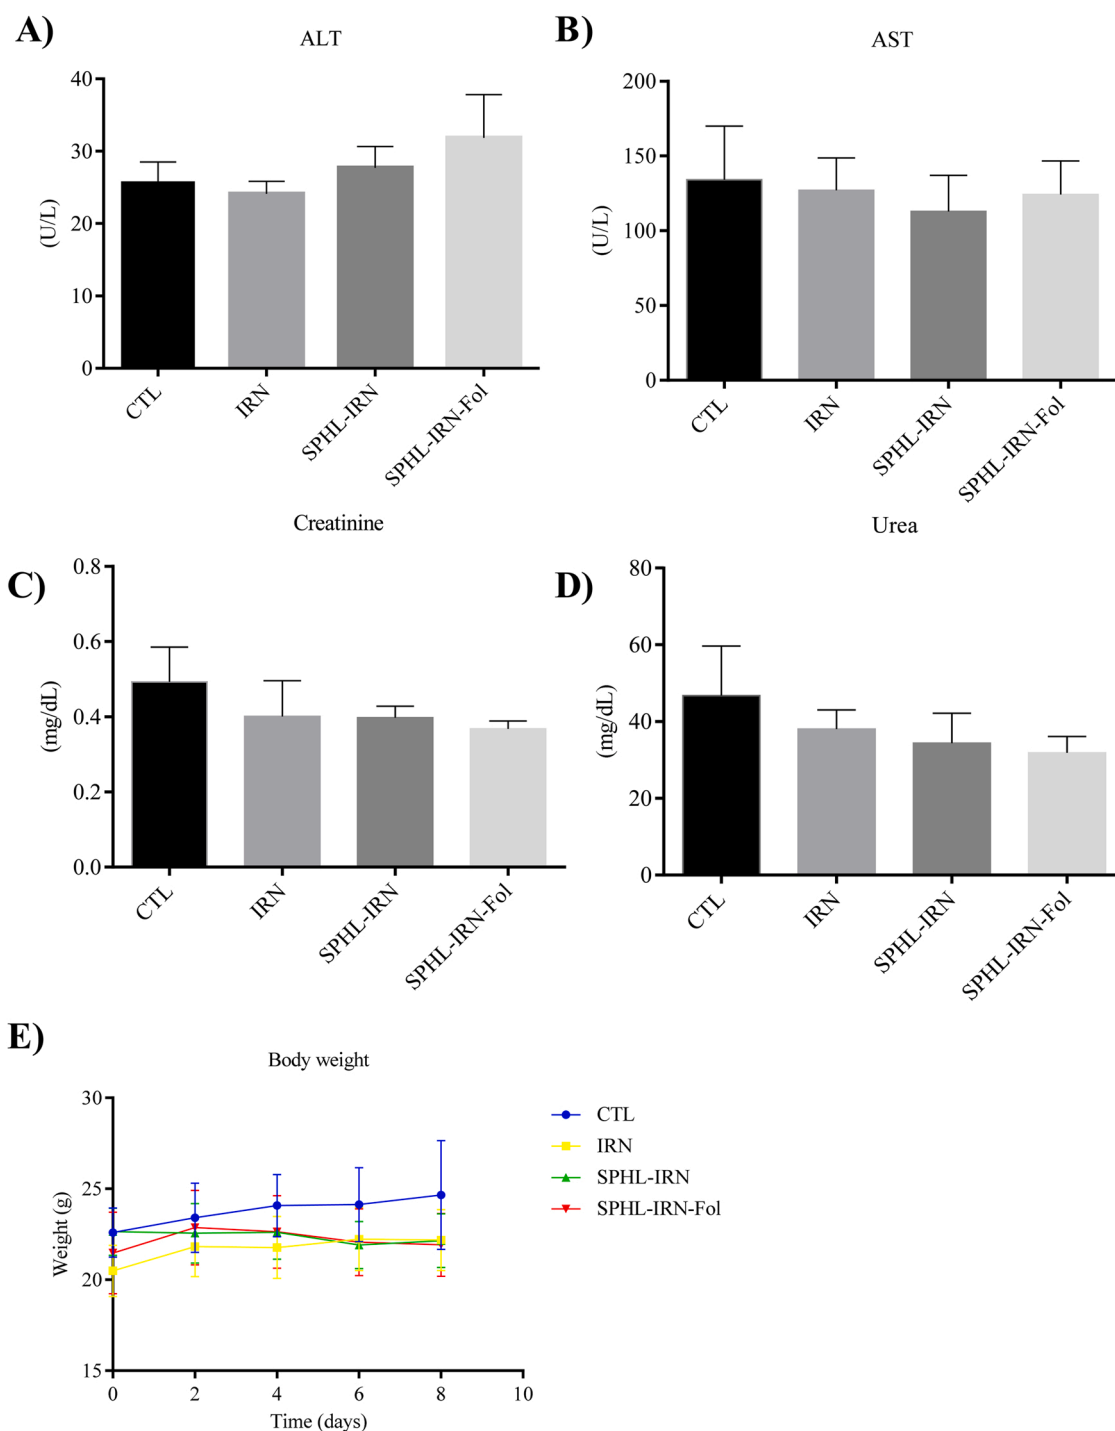 A)
ALT
40
30
20
10
0
(U/L)
CTL
IRN
SPHL-IRN
SPHL-IRN-Fol
B)
AST
200
150
100
50
0
(U/L)
CTL
IRN
SPHL-IRN
SPHL-IRN-Fol
C)
Creatinine
0.8
0.6
0.4
0.2
0.0
(mg/dL)
CTL
IRN
SPHL-IRN
SPHL-IRN-Fol
D)
Urea
80
60
40
20
0
(mg/dL)
CTL
IRN
SPHL-IRN
SPHL-IRN-Fol
E)
Body weight
30
25
20
15
Weight (g)
0 2 4 6 8 10
Time (days)
CTL
IRN
SPHL-IRN
SPHL-IRN-Fol